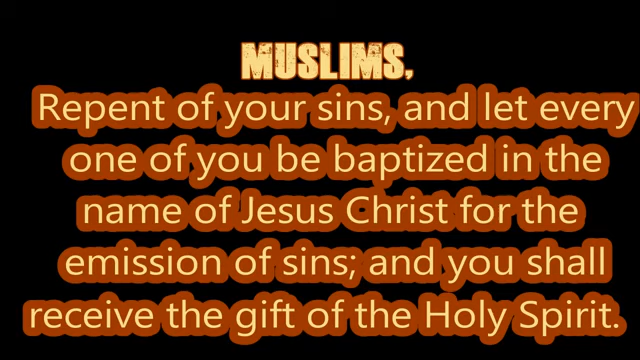 MUSLIMS,
Repent of your sins, and let every
one of you be baptized in the
name of Jesus Christ for the
emission of sins; and you shall
receive the gift of the Holy Spirit.